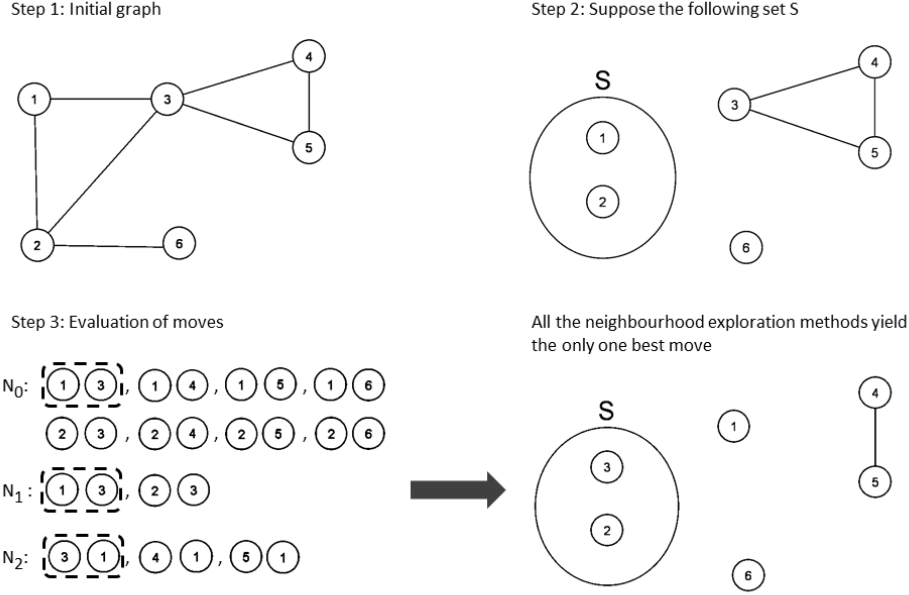 Step 1: Initial graph
1
3
4
5
2
6
Step 2: Suppose the following set S
S
1
2
3
4
5
6
Step 3: Evaluation of moves
N0: 1 3 , 1 4 , 1 5 , 1 6
2 3 , 2 4 , 2 5 , 2 6
N1 : 1 3 , 2 3
N2: 3 1 , 4 1 , 5 1
All the neighbourhood exploration methods yield
the only one best move
S
3
2
1
4
5
6